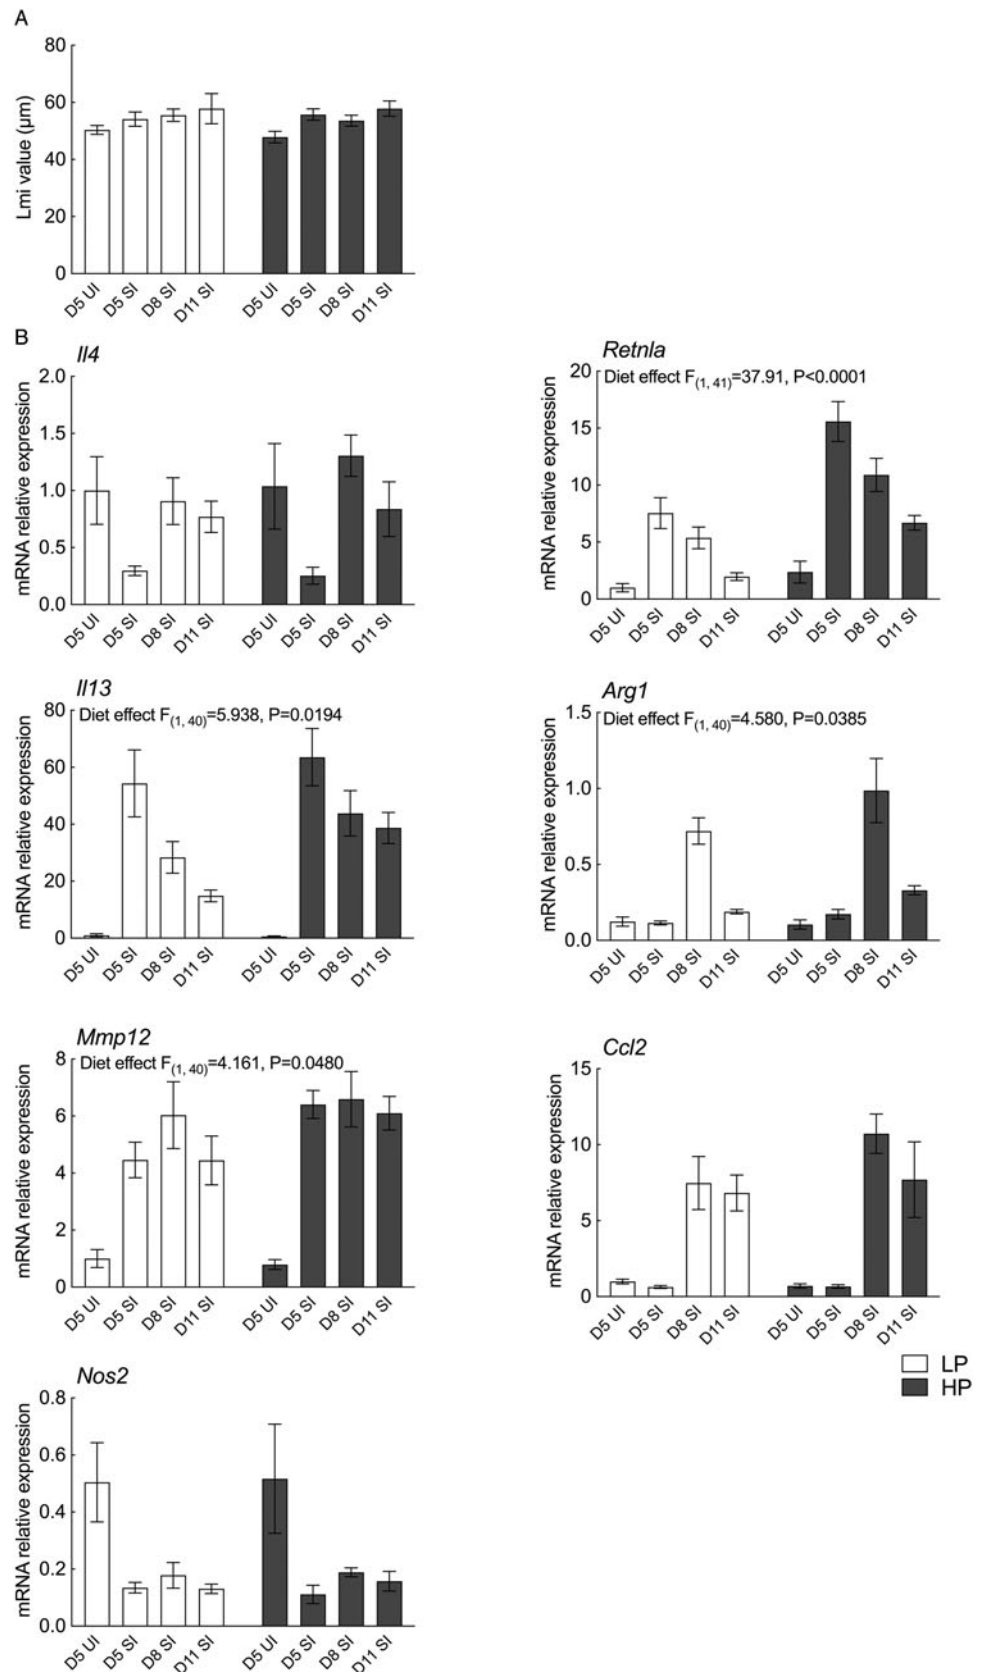 A
80
60
40
20
0
Lmi value (µm)
D5 UI
D5 SI
D8 SI
D11 SI
D5 UI
D5 SI
D8 SI
D11 SI
B
Il4
2.0
1.5
1.0
0.5
0.0
mRNA relative expression
D5 UI
D5 SI
D8 SI
D11 SI
D5 UI
D5 SI
D8 SI
D11 SI
Retnla
Diet effect F(1, 41)=37.91, P<0.0001
20
15
10
5
0
mRNA relative expression
D5 UI
D5 SI
D8 SI
D11 SI
D5 UI
D5 SI
D8 SI
D11 SI
Il13
Diet effect F(1, 40)=5.938, P=0.0194
80
60
40
20
0
mRNA relative expression
D5 UI
D5 SI
D8 SI
D11 SI
D5 UI
D5 SI
D8 SI
D11 SI
Arg1
Diet effect F(1, 40)=4.580, P=0.0385
1.5
1.0
0.5
0.0
mRNA relative expression
D5 UI
D5 SI
D8 SI
D11 SI
D5 UI
D5 SI
D8 SI
D11 SI
Mmp12
Diet effect F(1, 40)=4.161, P=0.0480
8
6
4
2
0
mRNA relative expression
D5 UI
D5 SI
D8 SI
D11 SI
D5 UI
D5 SI
D8 SI
D11 SI
Ccl2
15
10
5
0
mRNA relative expression
D5 UI
D5 SI
D8 SI
D11 SI
D5 UI
D5 SI
D8 SI
D11 SI
LP
HP
Nos2
0.8
0.6
0.4
0.2
0.0
mRNA relative expression
D5 UI
D5 SI
D8 SI
D11 SI
D5 UI
D5 SI
D8 SI
D11 SI